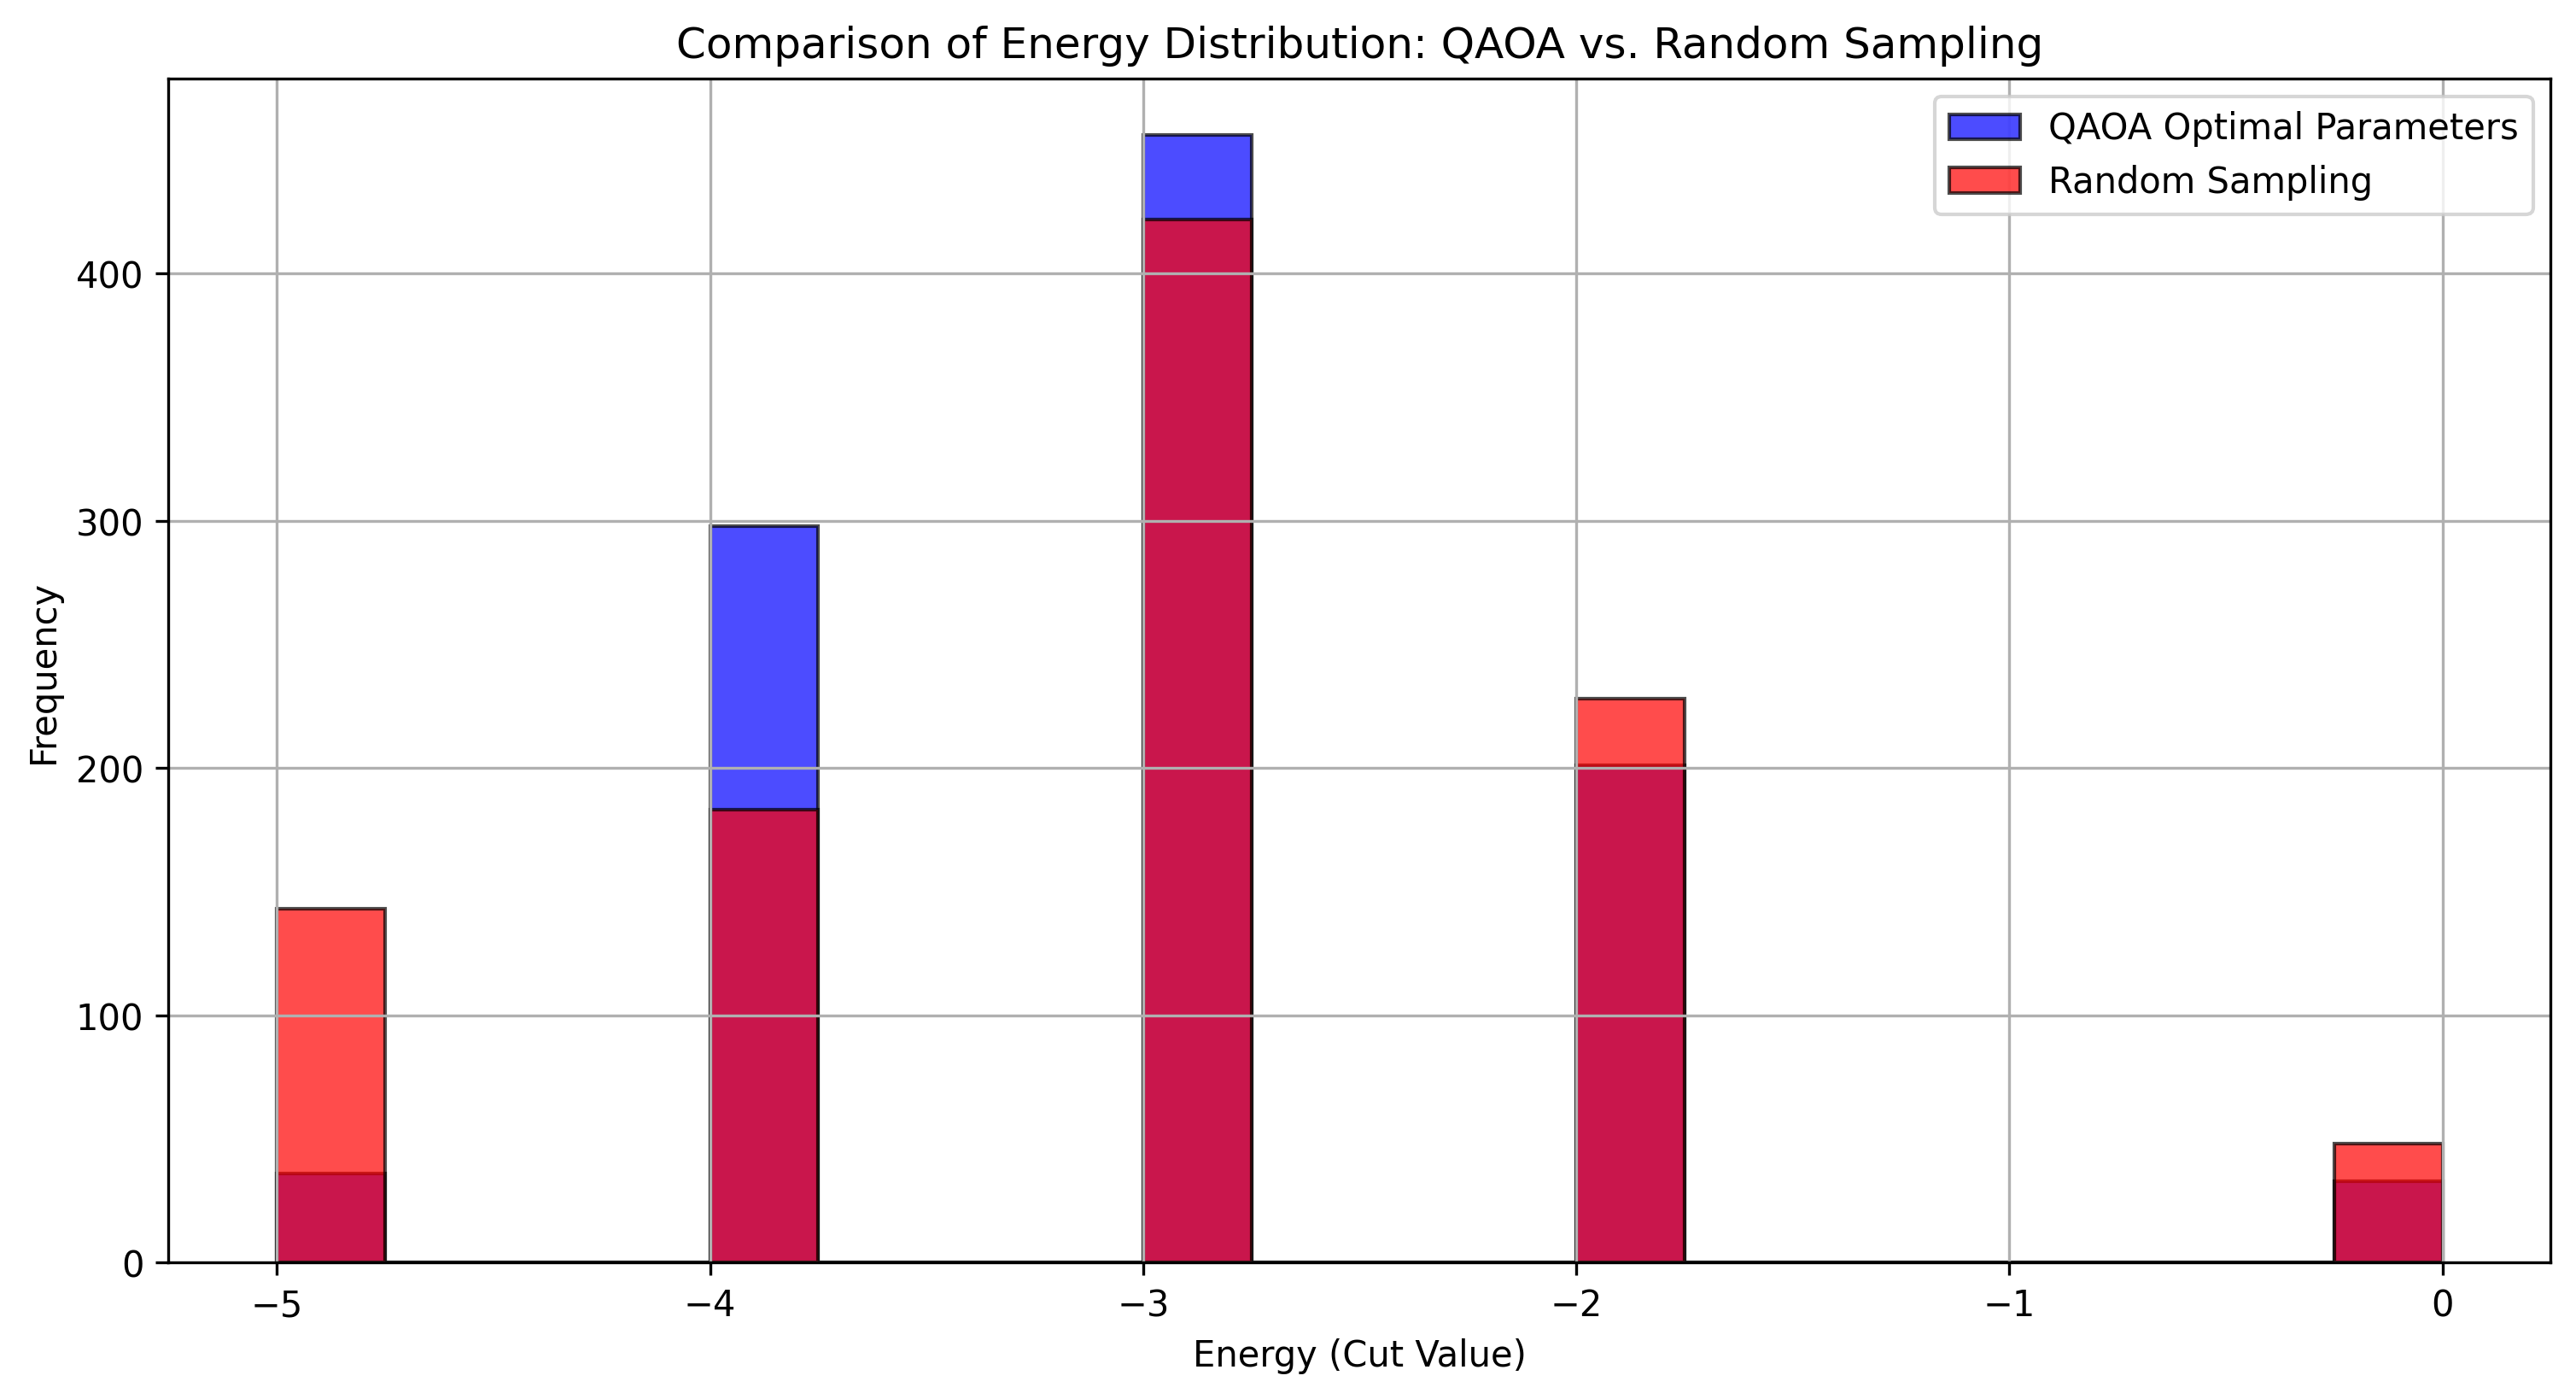 Comparison of Energy Distribution: QAOA vs. Random Sampling
QAOA Optimal Parameters
Random Sampling
Frequency
400
300
200
100
0
−5
−4
−3
−2
−1
0
Energy (Cut Value)